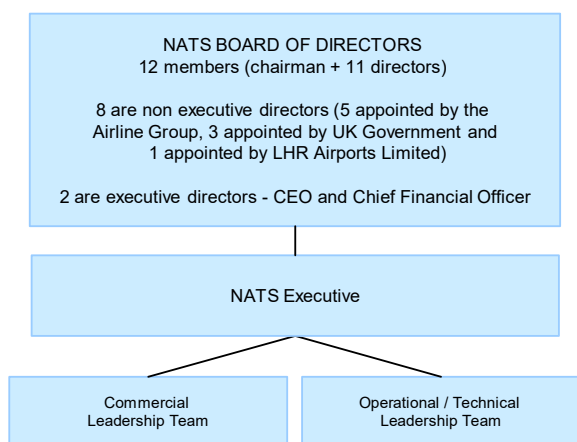 NATS BOARD OF DIRECTORS
12 members (chairman + 11 directors)
8 are non executive directors (5 appointed by the
Airline Group, 3 appointed by UK Government and
1 appointed by LHR Airports Limited)
2 are executive directors - CEO and Chief Financial Officer
NATS Executive
Commercial
Leadership Team
Operational / Technical
Leadership Team